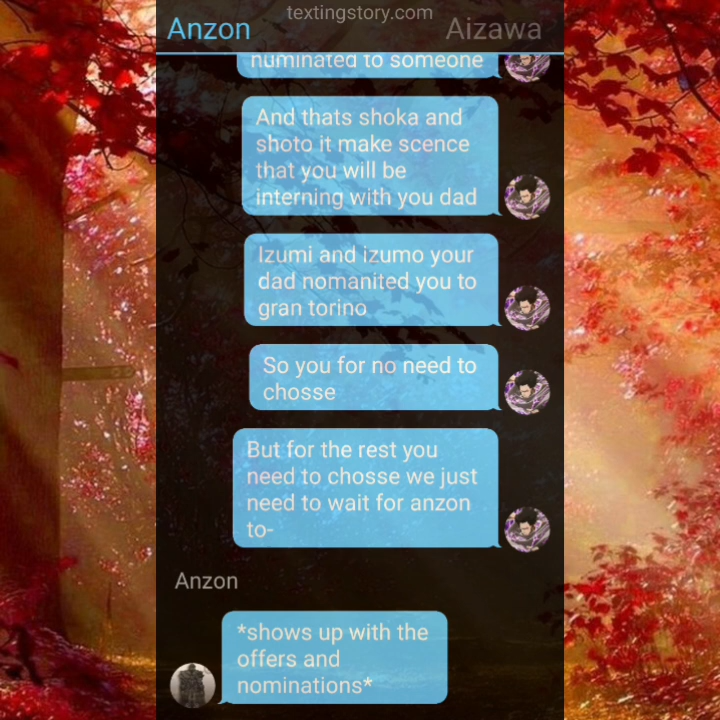 textingstory.com
Anzon Aizawa
numinated to someone
And thats shoka and
shoto it make scence
that you will be
interning with you dad
Izumi and izumo your
dad nomanited you to
gran torino
So you for no need to
chosse
But for the rest you
need to chosse we just
need to wait for anzon
to-
Anzon
*shows up with the
offers and
nominations*